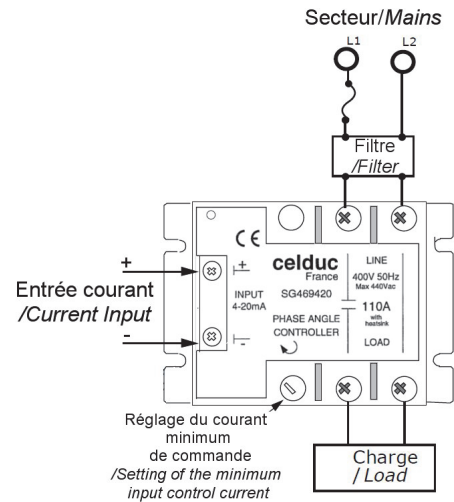 Secteur/Mains
L1
L2
Filtre
/Filter
CE
celduc
France
SG469420
LINE
400V 50Hz
Max 440Vac
+
Entrée courant
/Current Input
-
+
INPUT
4-20mA
-
PHASE ANGLE
CONTROLLER
110A
with
heatsink
LOAD
Réglage du courant
minimum
de commande
/Setting of the minimum
input control current
Charge
/ Load